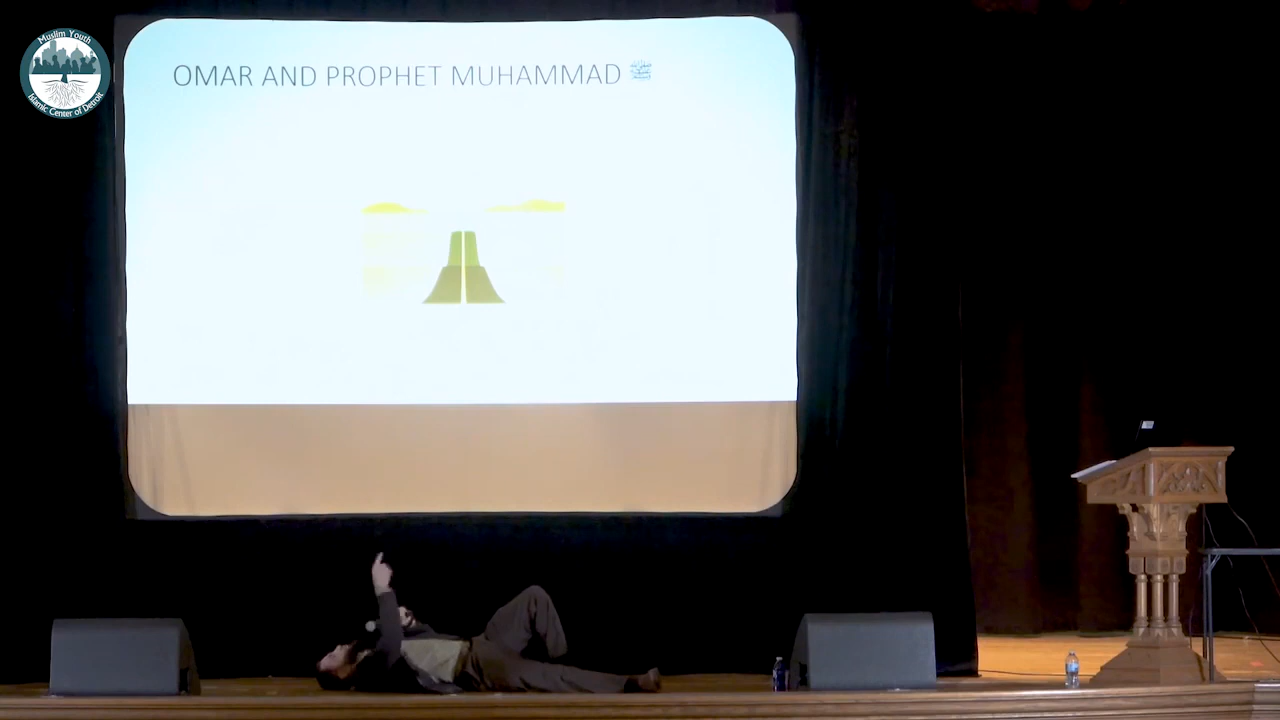 Muslim Youth
Islamic Center of Detroit
OMAR AND PROPHET MUHAMMAD ﷺ